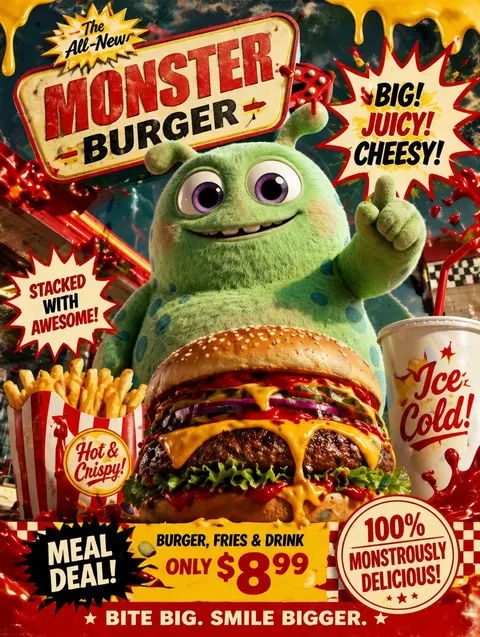 The
All-New
MONSTER
BURGER
BIG!
JUICY!
CHEESY!
STACKED
WITH
AWESOME!
Hot &
Crispy!
Ice
Cold!
MEAL
DEAL!
BURGER, FRIES & DRINK
ONLY $8.99
100%
MONSTROUSLY
DELICIOUS!
BITE BIG. SMILE BIGGER.